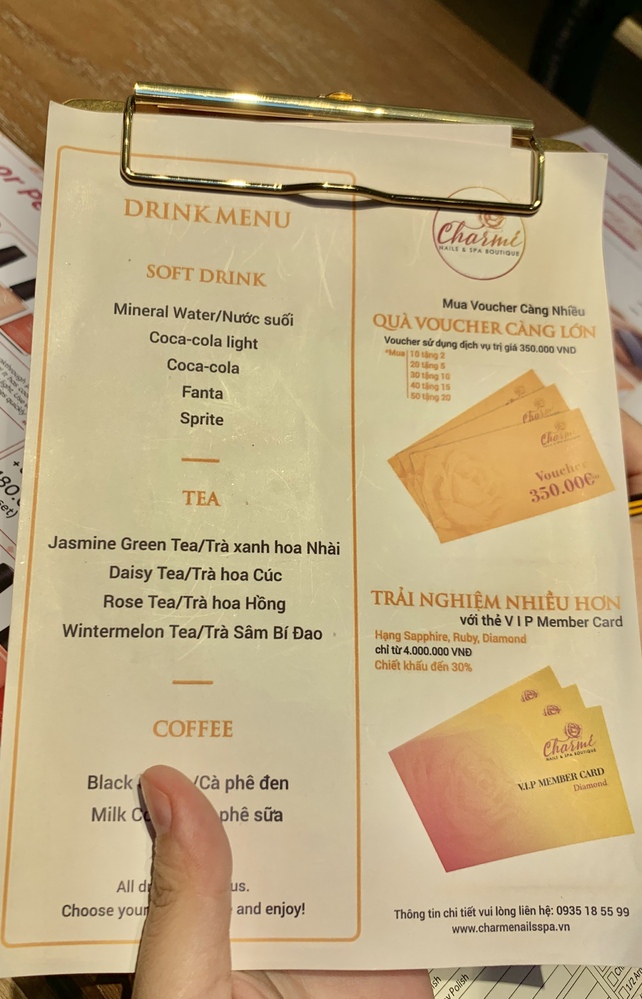 DRINK MENU
SOFT DRINK
Mineral Water/Nước suối
Coca-cola light
Coca-cola
Fanta
Sprite
TEA
Jasmine Green Tea/Trà xanh hoa Nhài
Daisy Tea/Trà hoa Cúc
Rose Tea/Trà hoa Hồng
Wintermelon Tea/Trà Sâm Bí Đao
COFFEE
Black /Cà phê đen
Milk phê sữa
All us.
Choose your and enjoy!
Charmé
NAILS & SPA BOUTIQUE
Mua Voucher Càng Nhiều
QUÀ VOUCHER CÀNG LỚN
Voucher sử dụng dịch vụ trị giá 350.000 VNĐ
*Mua 10 tặng 2
20 tặng 5
30 tặng 10
40 tặng 15
50 tặng 20
Charmé
Charmé
Voucher
350.000
TRẢI NGHIỆM NHIỀU HƠN
với thẻ V I P Member Card
Hạng Sapphire, Ruby, Diamond
chỉ từ 4.000.000 VNĐ
Chiết khấu đến 30%
Charmé
NAILS & SPA BOUTIQUE
V.I.P MEMBER CARD
Diamond
Thông tin chi tiết vui lòng liên hệ: 0935 18 55 99
www.charmenailsspa.vn